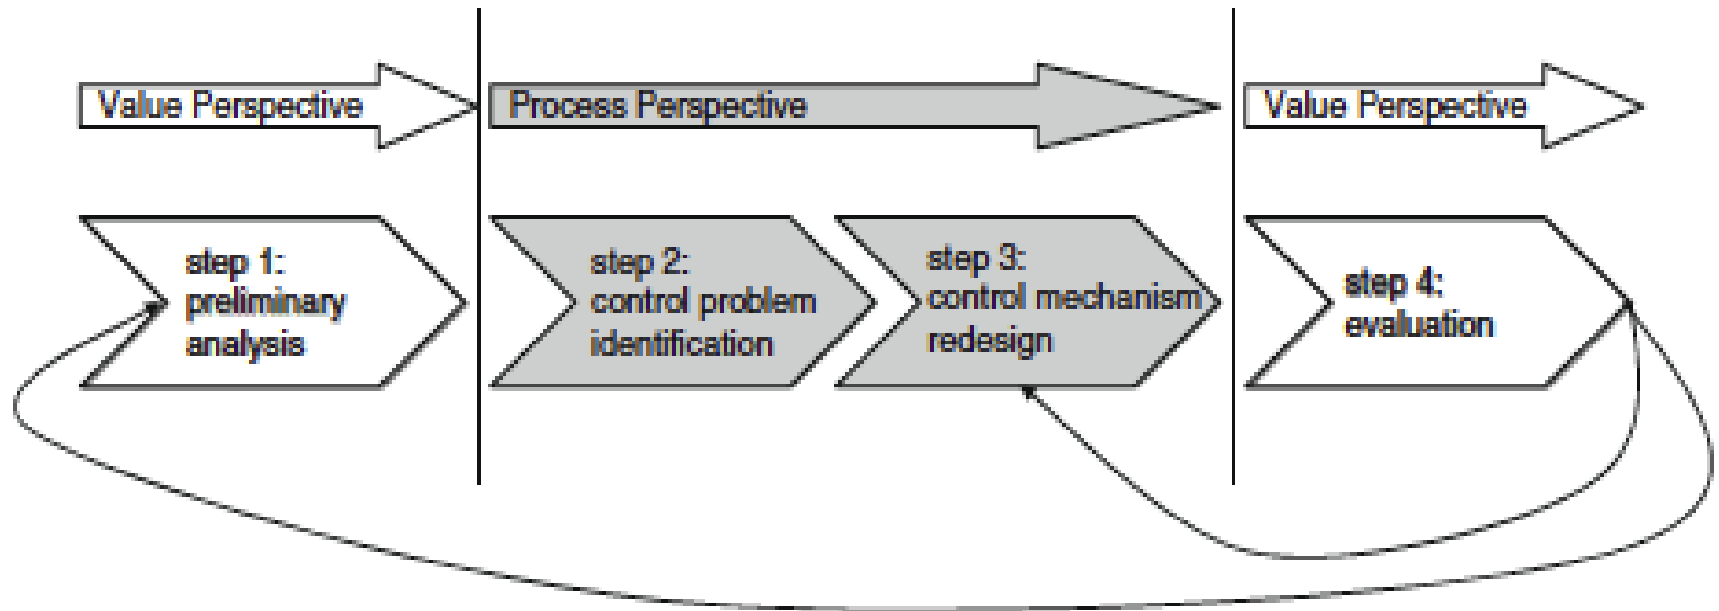 Value Perspective
Process Perspective
Value Perspective
step 1:
preliminary
analysis
step 2:
control problem
identification
step 3:
control mechanism
redesign
step 4:
evaluation